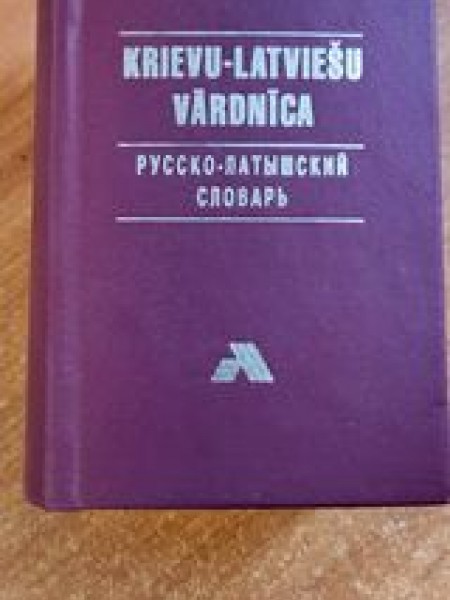 KRIEVU-LATVIEŠU
VĀRDNĪCA
РУССКО-ЛАТЫШСКИЙ
СЛОВАРЬ